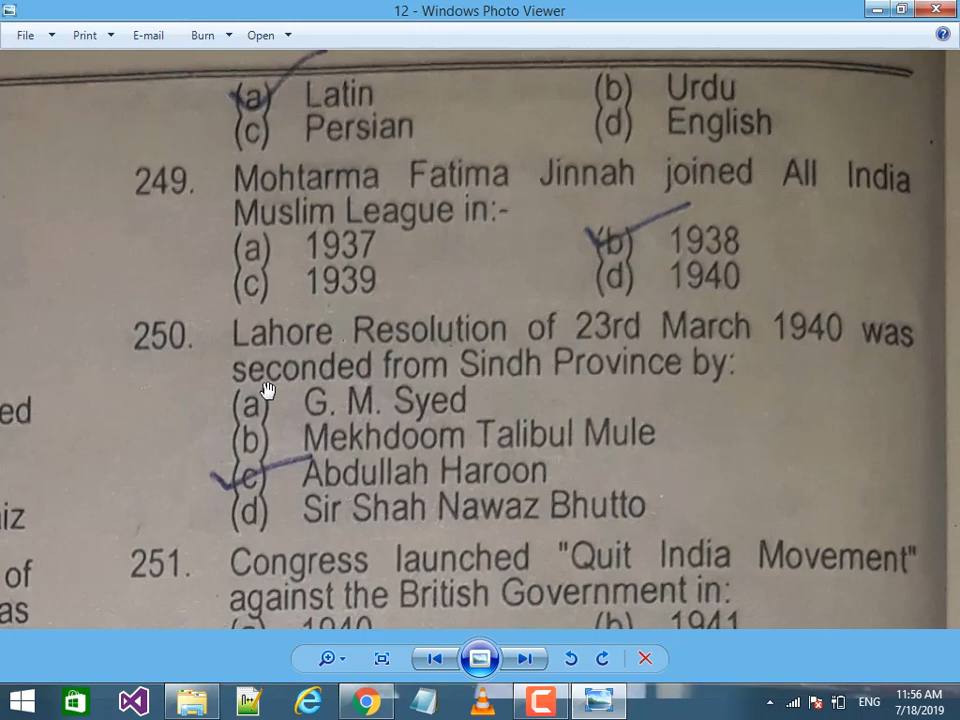 12 - Windows Photo Viewer
File Print E-mail Burn Open
(a) Latin (b) Urdu
(c) Persian (d) English
249. Mohtarma Fatima Jinnah joined All India
Muslim League in:-
(a) 1937 (b) 1938
(c) 1939 (d) 1940
250. Lahore Resolution of 23rd March 1940 was
seconded from Sindh Province by:
ed (a) G. M. Syed
(b) Mekhdoom Talibul Mule
(c) Abdullah Haroon
iz (d) Sir Shah Nawaz Bhutto
251. Congress launched "Quit India Movement"
of against the British Government in:
as (a) 1940 (b) 1941
ENG
11:56 AM
7/18/2019